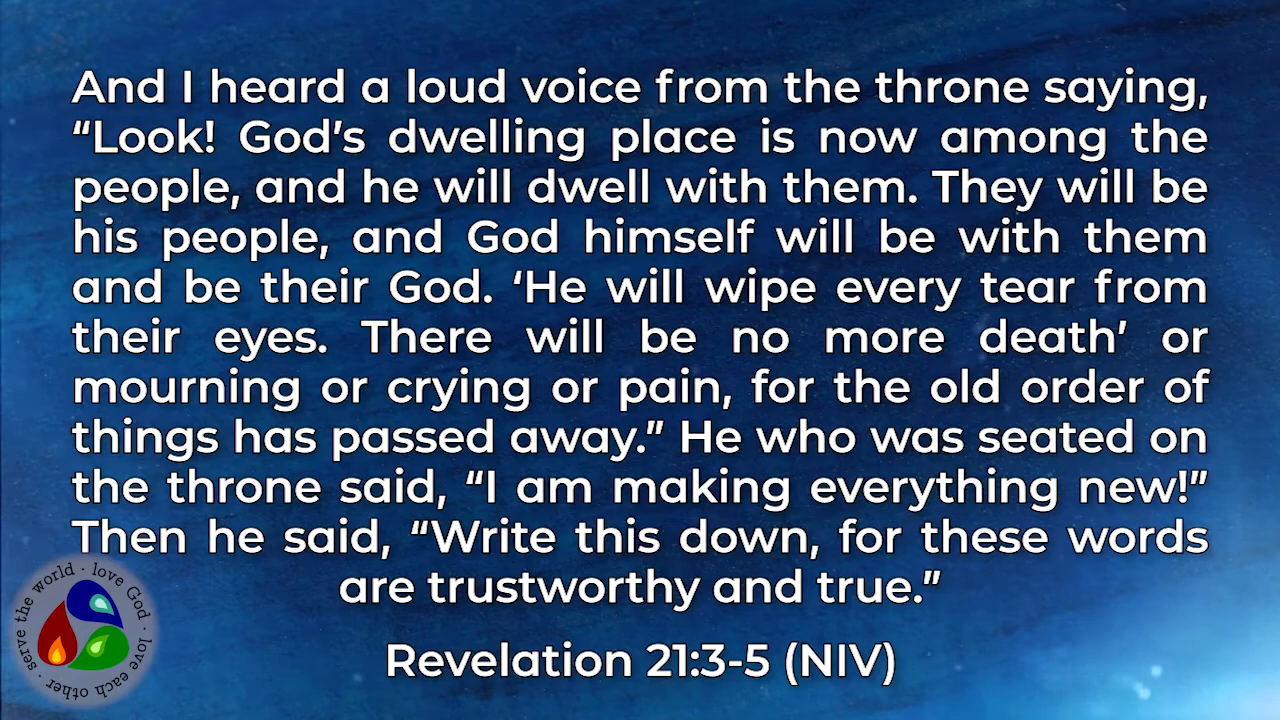 And I heard a loud voice from the throne saying,
“Look! God’s dwelling place is now among the
people, and he will dwell with them. They will be
his people, and God himself will be with them
and be their God. ‘He will wipe every tear from
their eyes. There will be no more death’ or
mourning or crying or pain, for the old order of
things has passed away.” He who was seated on
the throne said, “I am making everything new!”
Then he said, “Write this down, for these words
are trustworthy and true.”
Revelation 21:3-5 (NIV)
serve the world · love God · love each other ·